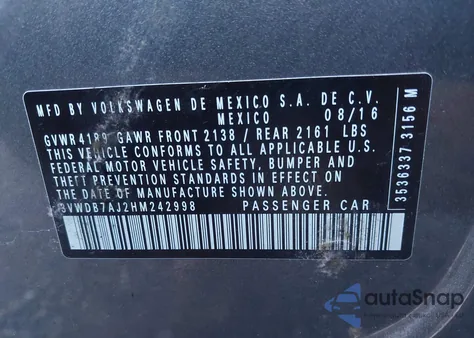 MFD BY VOLKSWAGEN DE MEXICO S.A. DE C.V.
MEXICO 08/16
GVWR4189 GAWR FRONT 2138 / REAR 2161 LBS
THIS VEHICLE CONFORMS TO ALL APPLICABLE U.S.
FEDERAL MOTOR VEHICLE SAFETY, BUMPER AND
THEFT PREVENTION STANDARDS IN EFFECT ON THE
DATE OF MANUFACTURE SHOWN ABOVE
3VWDB7AJ2HM242998 PASSENGER CAR
3536337 3156 M
autoSnap